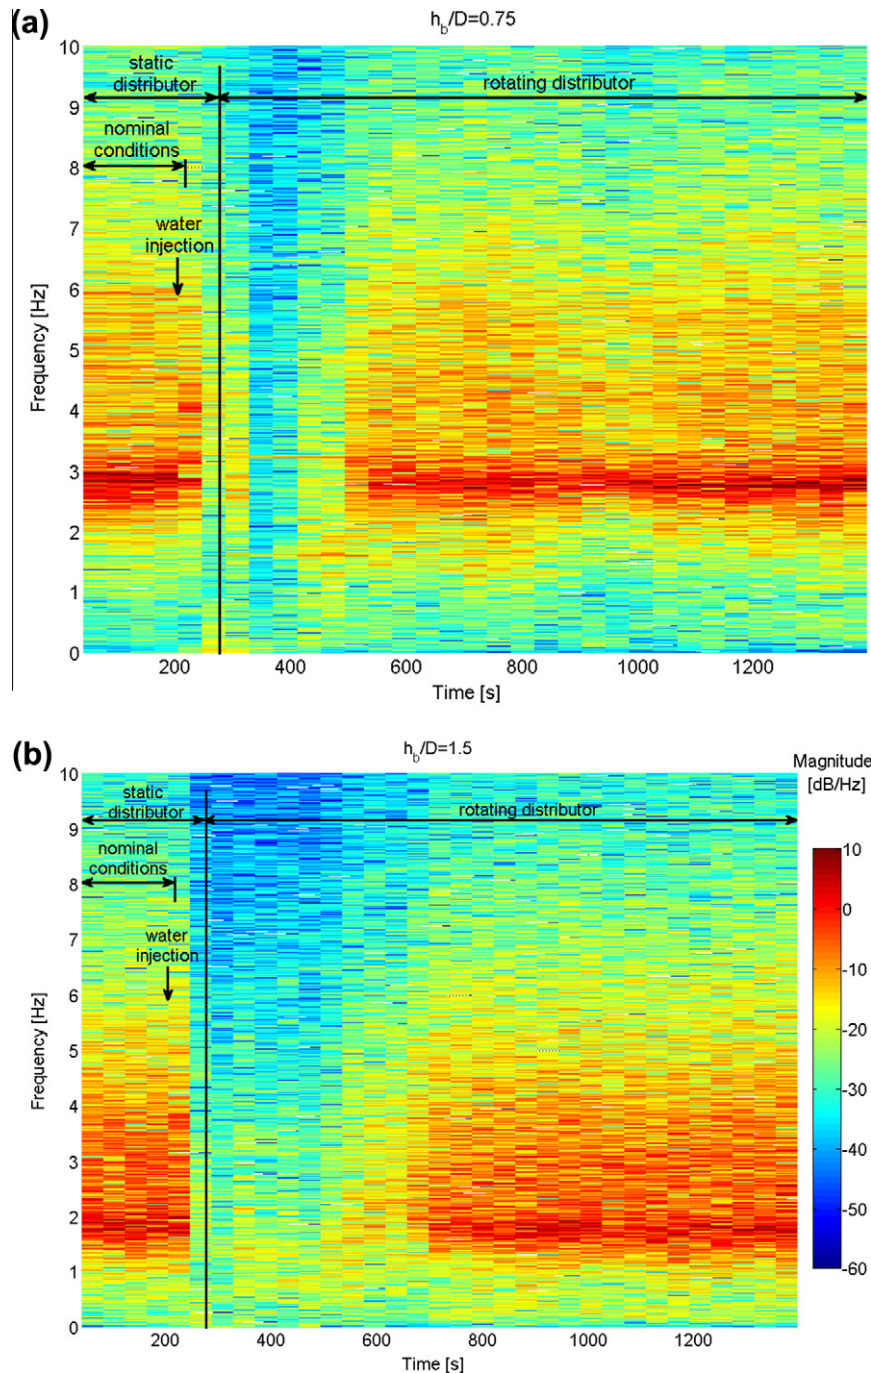 (a)
h_b/D=0.75
10
static
distributor
rotating distributor
9
nominal
conditions
8
7
water
injection
6
5
4
3
2
1
0
Frequency [Hz]
200
400
600
800
1000
1200
Time [s]
(b)
h_b/D=1.5
10
static
distributor
rotating distributor
9
nominal
conditions
8
7
water
injection
6
5
4
3
2
1
0
Frequency [Hz]
200
400
600
800
1000
1200
Time [s]
Magnitude
[dB/Hz]
10
0
-10
-20
-30
-40
-50
-60